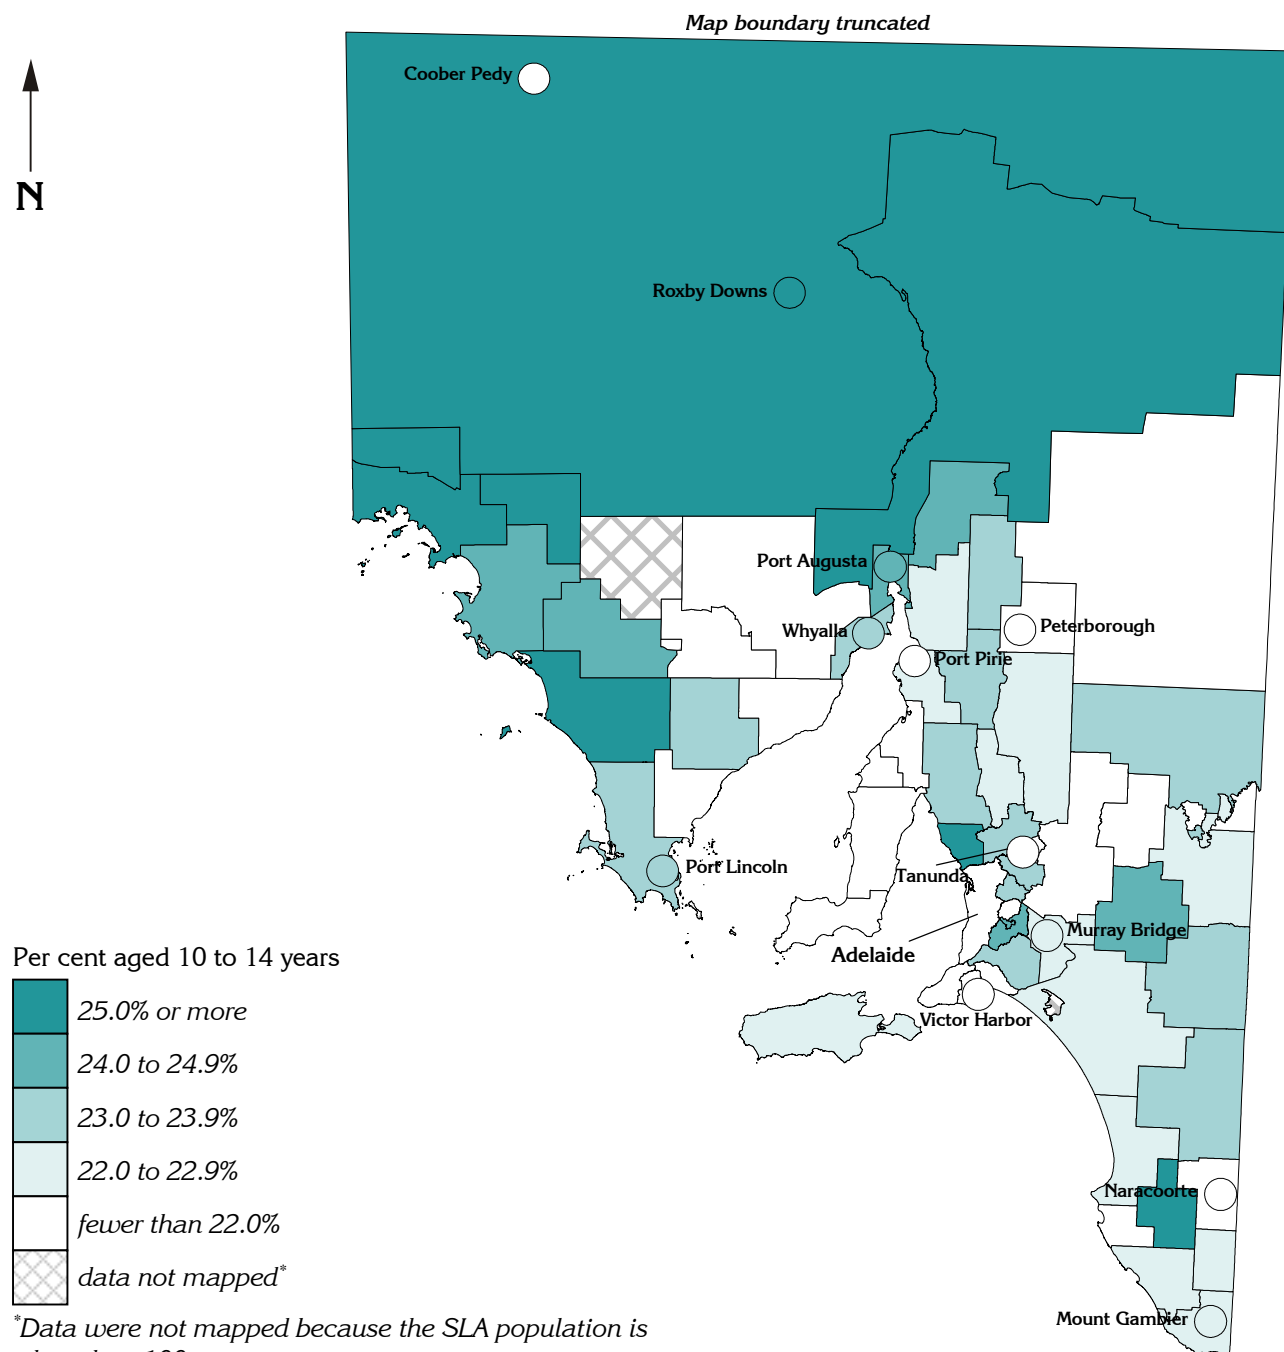 Map boundary truncated
Coober Pedy
N
Roxby Downs
Port Augusta
Whyalla
Peterborough
Port Pirie
Port Lincoln
Tanunda
Murray Bridge
Adelaide
Victor Harbor
Naracoorte
Mount Gambier
Per cent aged 10 to 14 years
25.0% or more
24.0 to 24.9%
23.0 to 23.9%
22.0 to 22.9%
fewer than 22.0%
data not mapped*
*Data were not mapped because the SLA population is